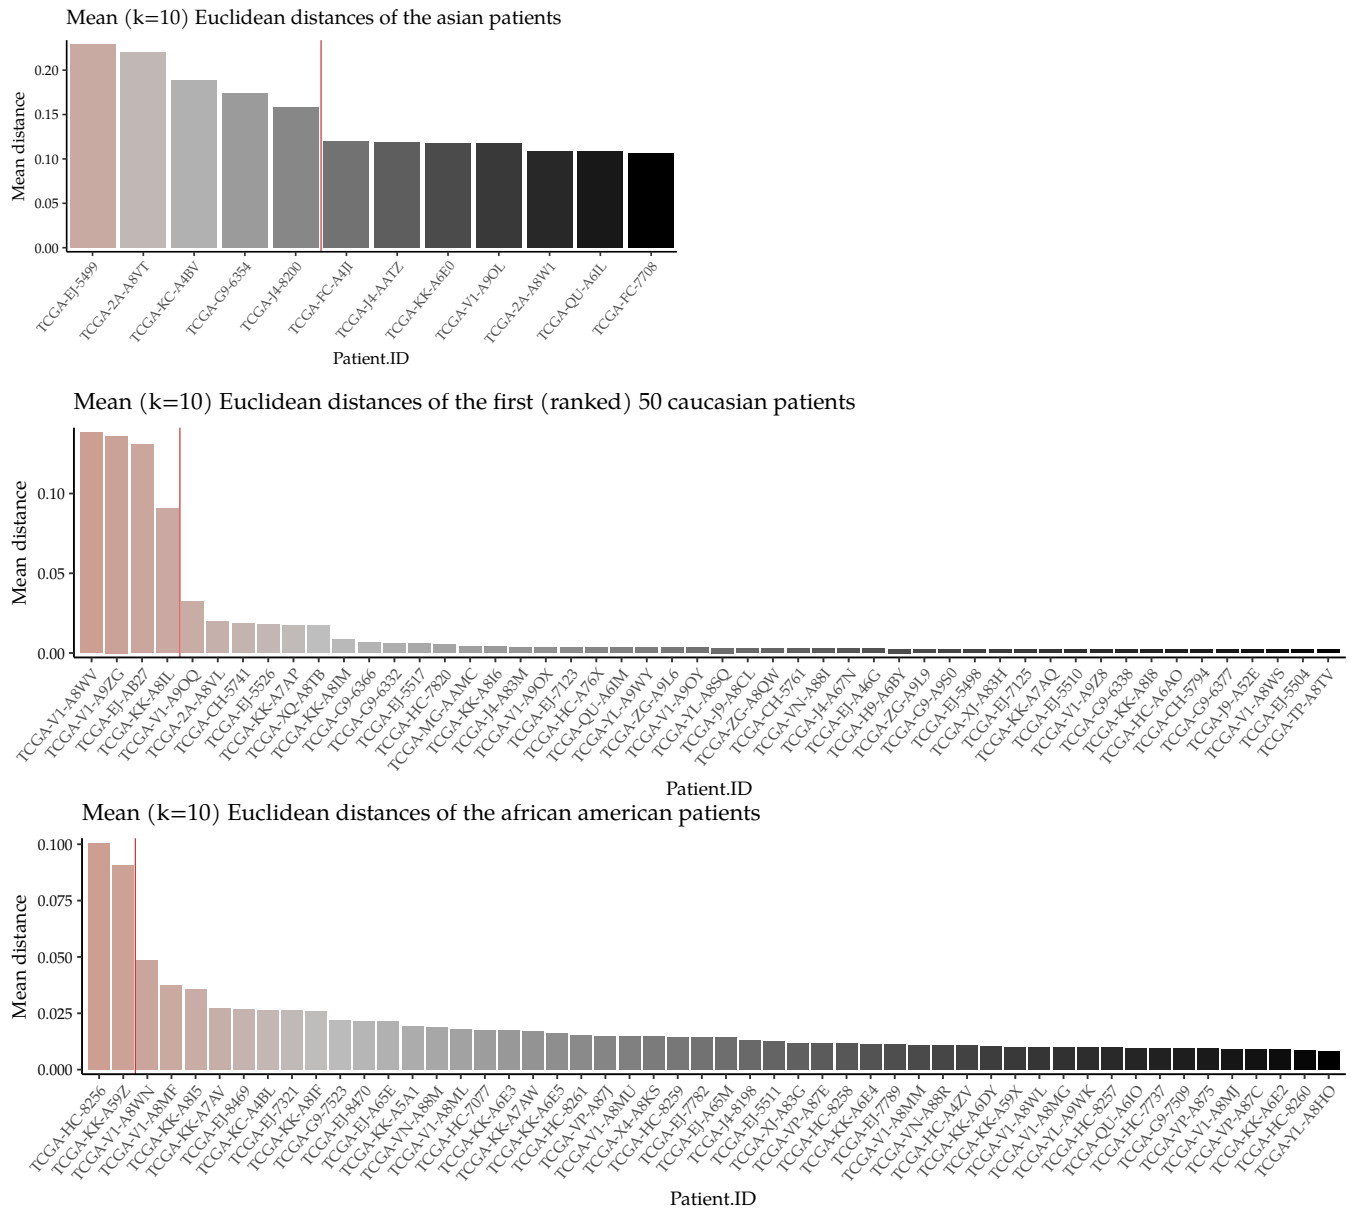 Mean (k=10) Euclidean distances of the asian patients
Mean distance
0.20
0.15
0.10
0.05
0.00
TCGA-EJ-5499
TCGA-2A-A8VT
TCGA-KC-A4BV
TCGA-G9-6354
TCGA-J4-8200
TCGA-FC-A4JI
TCGA-J4-AATZ
TCGA-KK-A6E0
TCGA-V1-A9OL
TCGA-2A-A8W1
TCGA-QU-A6IL
TCGA-FC-7708
Patient.ID
Mean (k=10) Euclidean distances of the first (ranked) 50 caucasian patients
Mean distance
0.10
0.05
0.00
TCGA-V1-A8WV
TCGA-V1-A9ZG
TCGA-EJ-AB27
TCGA-KK-A8IL
TCGA-V1-A9OQ
TCGA-2A-A8VL
TCGA-CH-5741
TCGA-EJ-5526
TCGA-KK-A7AP
TCGA-XQ-A8TB
TCGA-KK-A8IM
TCGA-G9-6366
TCGA-G9-6332
TCGA-EJ-5517
TCGA-HC-7820
TCGA-MG-AAMC
TCGA-KK-A8I6
TCGA-J4-A83M
TCGA-V1-A9OX
TCGA-EJ-7123
TCGA-HC-A76X
TCGA-QU-A6IM
TCGA-YL-A9WY
TCGA-ZG-A9L6
TCGA-V1-A9OY
TCGA-YL-A8SQ
TCGA-J9-A8CL
TCGA-ZG-A8QW
TCGA-CH-5761
TCGA-VN-A88I
TCGA-J4-A67N
TCGA-EJ-A46G
TCGA-H9-A6BY
TCGA-ZG-A9L9
TCGA-G9-A9S0
TCGA-EJ-5498
TCGA-XJ-A83H
TCGA-EJ-7125
TCGA-KK-A7AQ
TCGA-EJ-5510
TCGA-V1-A9Z8
TCGA-G9-6338
TCGA-KK-A8I8
TCGA-HC-A6AO
TCGA-CH-5794
TCGA-G9-6377
TCGA-J9-A52E
TCGA-V1-A8WS
TCGA-EJ-5504
TCGA-TP-A8TV
Patient.ID
Mean (k=10) Euclidean distances of the african american patients
Mean distance
0.100
0.075
0.050
0.025
0.000
TCGA-HC-8256
TCGA-KK-A59Z
TCGA-V1-A8WN
TCGA-V1-A8MF
TCGA-KK-A8I5
TCGA-KK-A7AV
TCGA-EJ-8469
TCGA-KC-A4BL
TCGA-EJ-7321
TCGA-KK-A8IF
TCGA-G9-7523
TCGA-EJ-8470
TCGA-EJ-A65E
TCGA-KK-A5A1
TCGA-VN-A88M
TCGA-V1-A8ML
TCGA-HC-7077
TCGA-KK-A6E3
TCGA-KK-A7AW
TCGA-KK-A6E5
TCGA-HC-8261
TCGA-VP-A87J
TCGA-V1-A8MU
TCGA-X4-A8KS
TCGA-HC-8259
TCGA-EJ-7782
TCGA-EJ-A65M
TCGA-J4-8198
TCGA-EJ-5511
TCGA-XJ-A83G
TCGA-VP-A87E
TCGA-HC-8258
TCGA-KK-A6E4
TCGA-EJ-7789
TCGA-V1-A8MM
TCGA-VN-A88R
TCGA-HC-A4ZV
TCGA-KK-A6DY
TCGA-KK-A59X
TCGA-V1-A8WL
TCGA-V1-A8MG
TCGA-YL-A9WK
TCGA-HC-8257
TCGA-QU-A6IO
TCGA-HC-7737
TCGA-G9-7509
TCGA-VP-A875
TCGA-V1-A8MJ
TCGA-VP-A87C
TCGA-KK-A6E2
TCGA-HC-8260
TCGA-YL-A8HO
Patient.ID